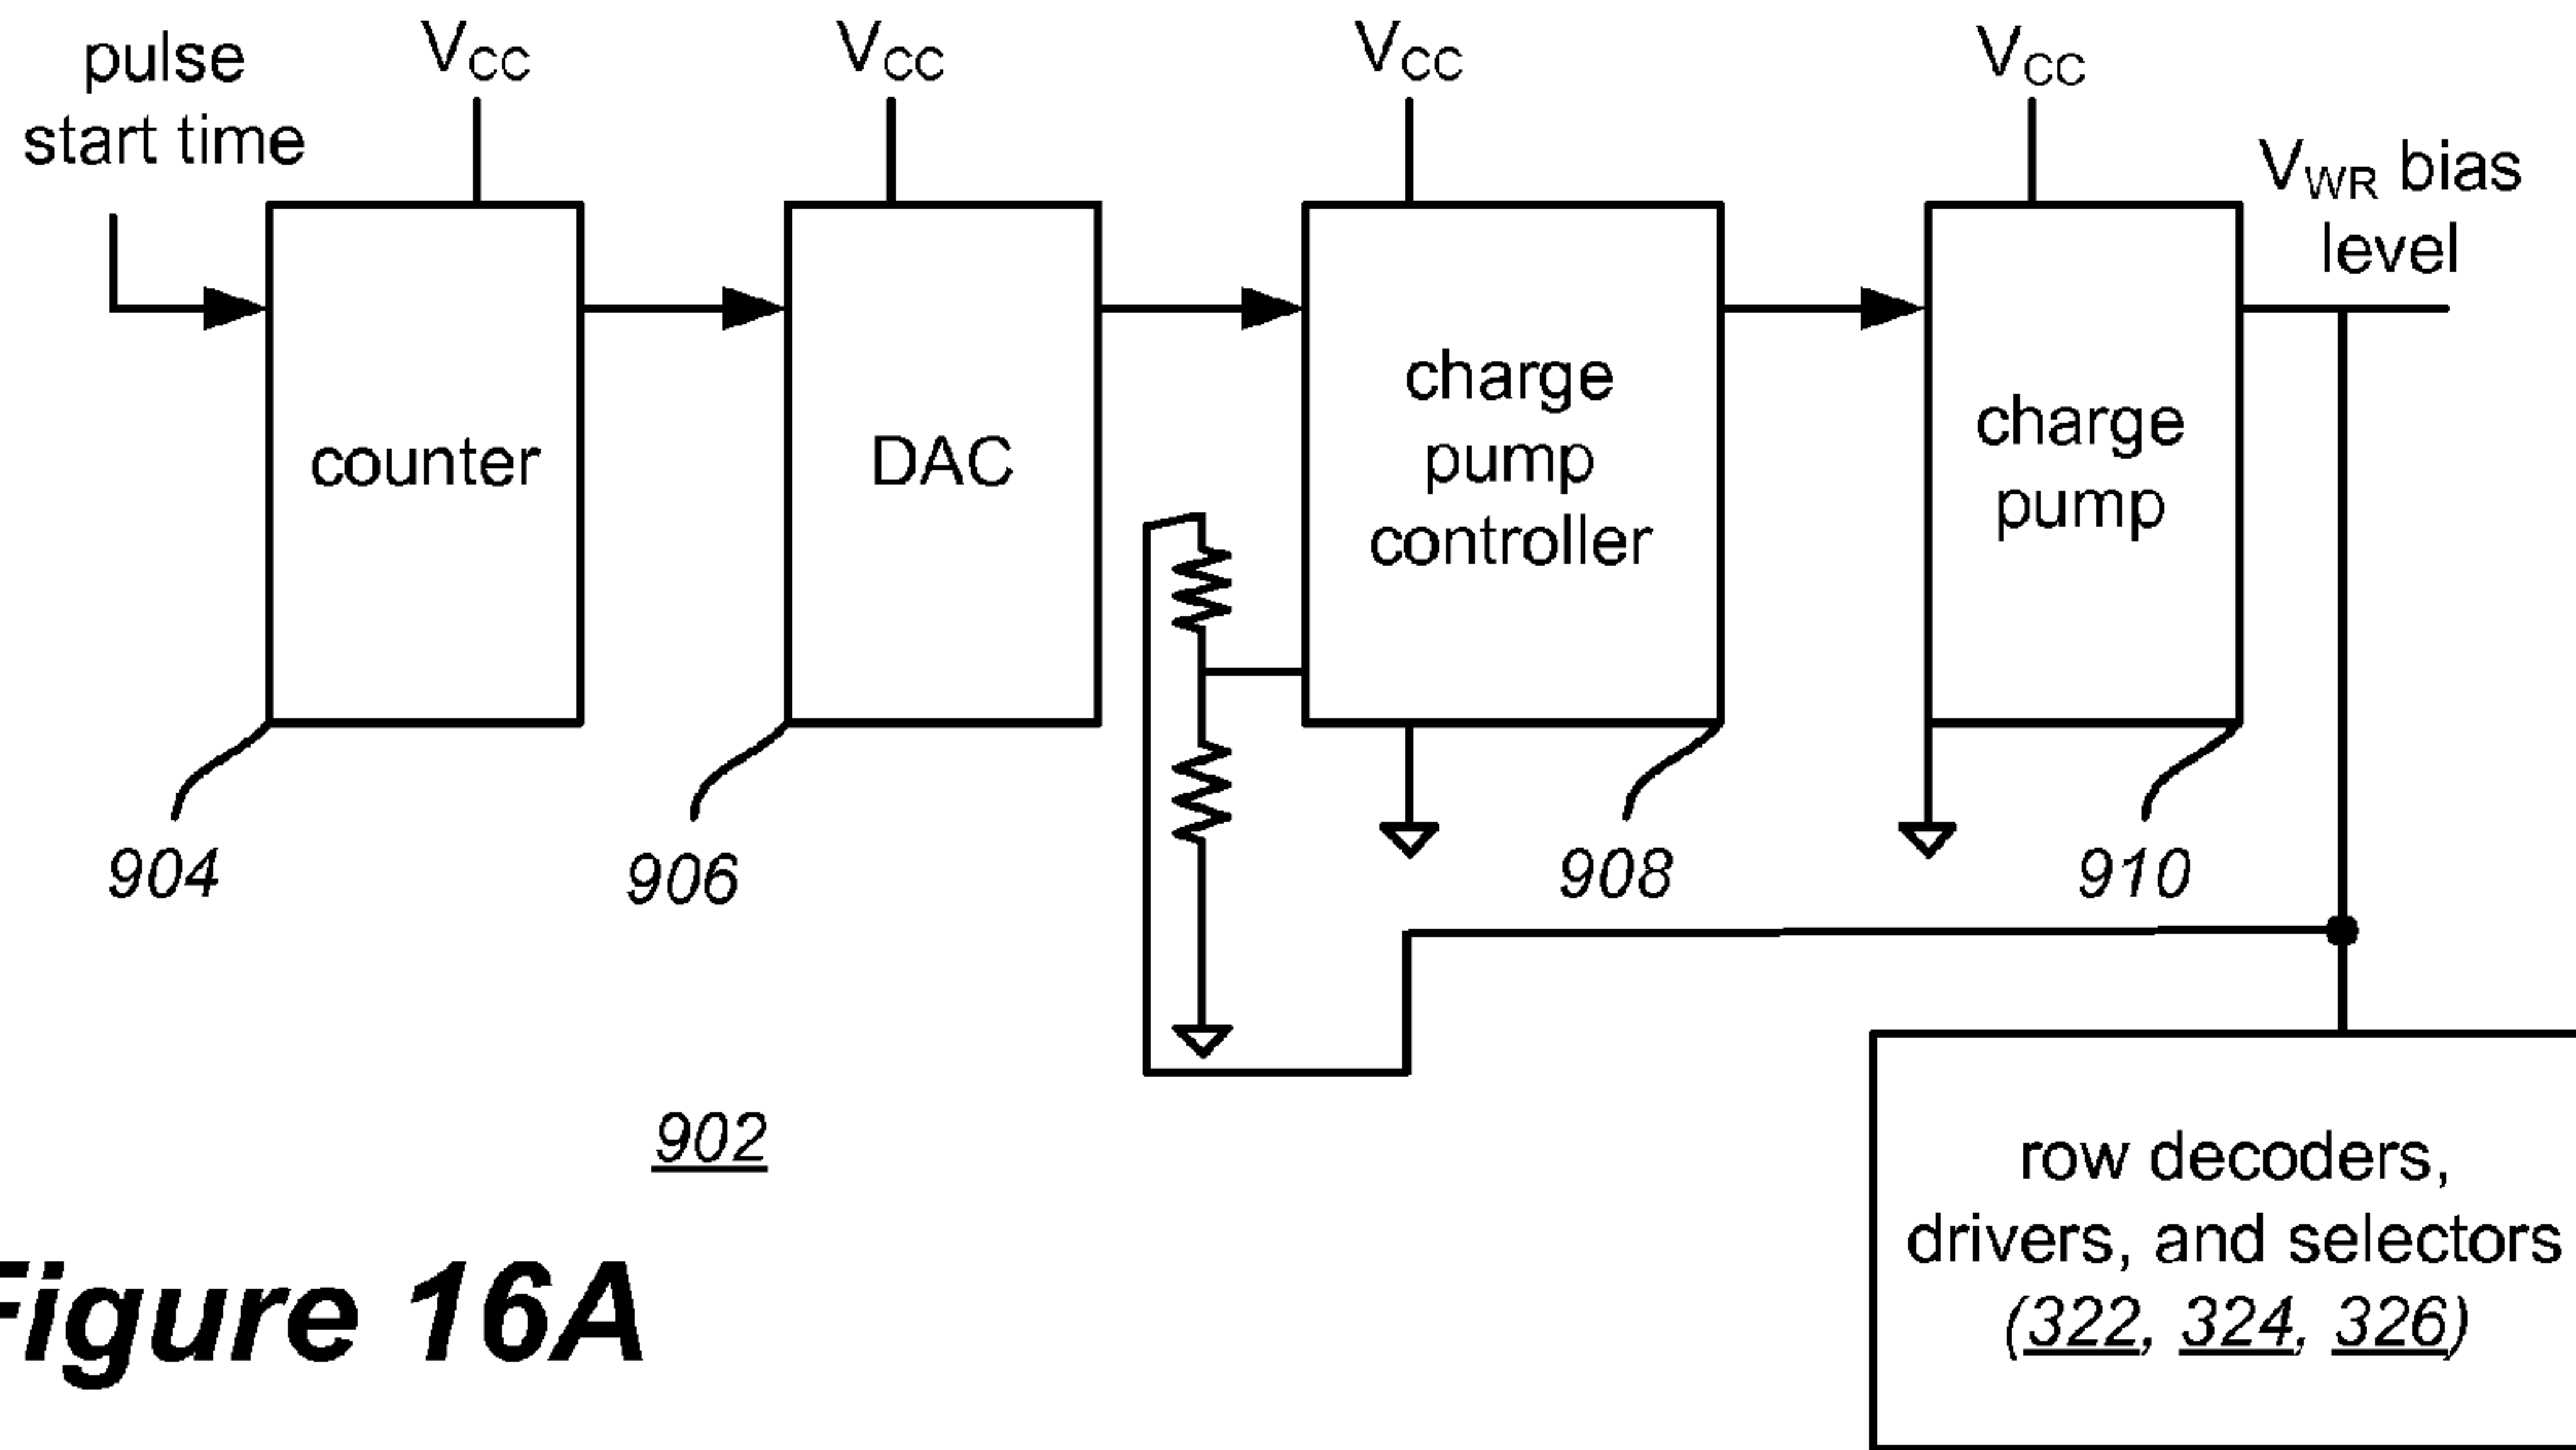 pulse
start time
VCC
VCC
VCC
VCC
VWR bias
level
counter
DAC
charge
pump
controller
charge
pump
904
906
908
910
902
row decoders,
drivers, and selectors
(322, 324, 326)
Figure 16A